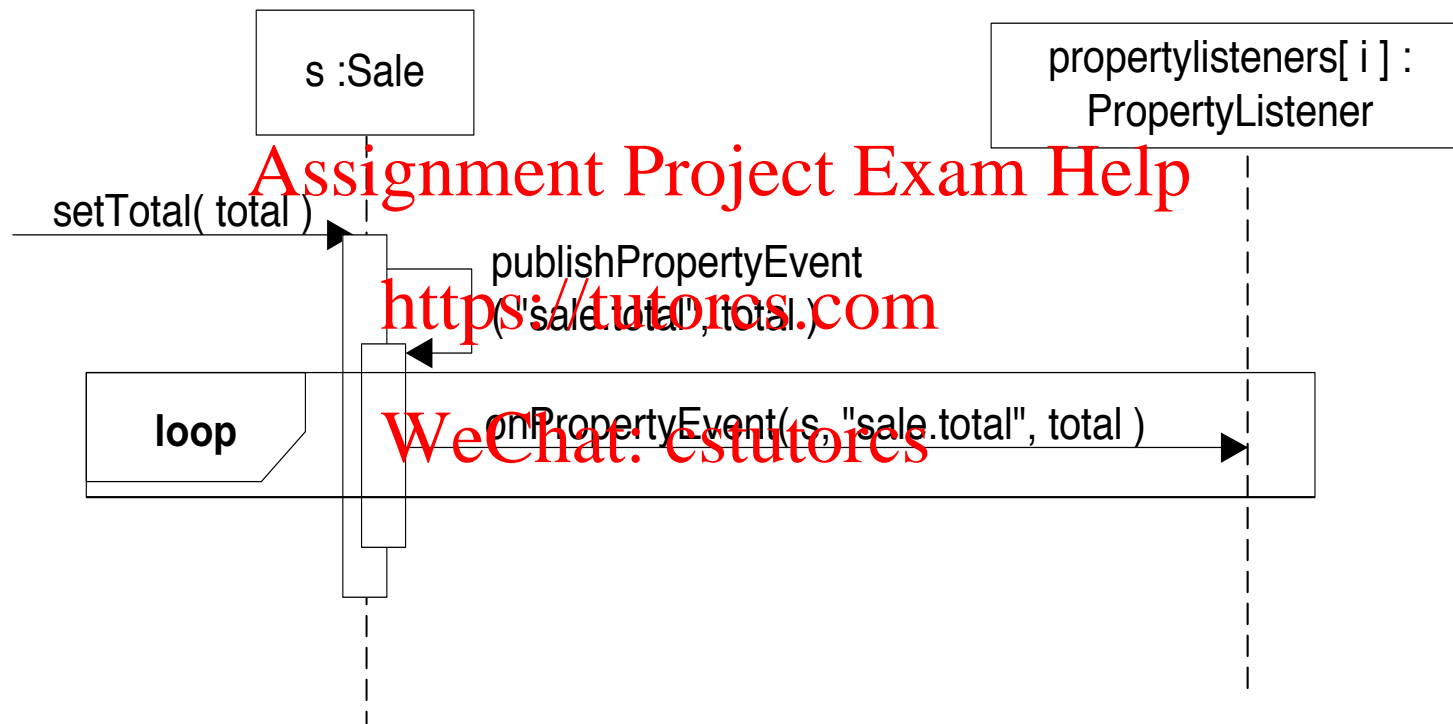 s :Sale
propertylisteners[ i ] :
PropertyListener
Assignment Project Exam Help
setTotal( total )
publishPropertyEvent
( "sale.total", total )
https://tutorcs.com
loop
onPropertyEvent( s, "sale.total", total )
WeChat: cstutorcs